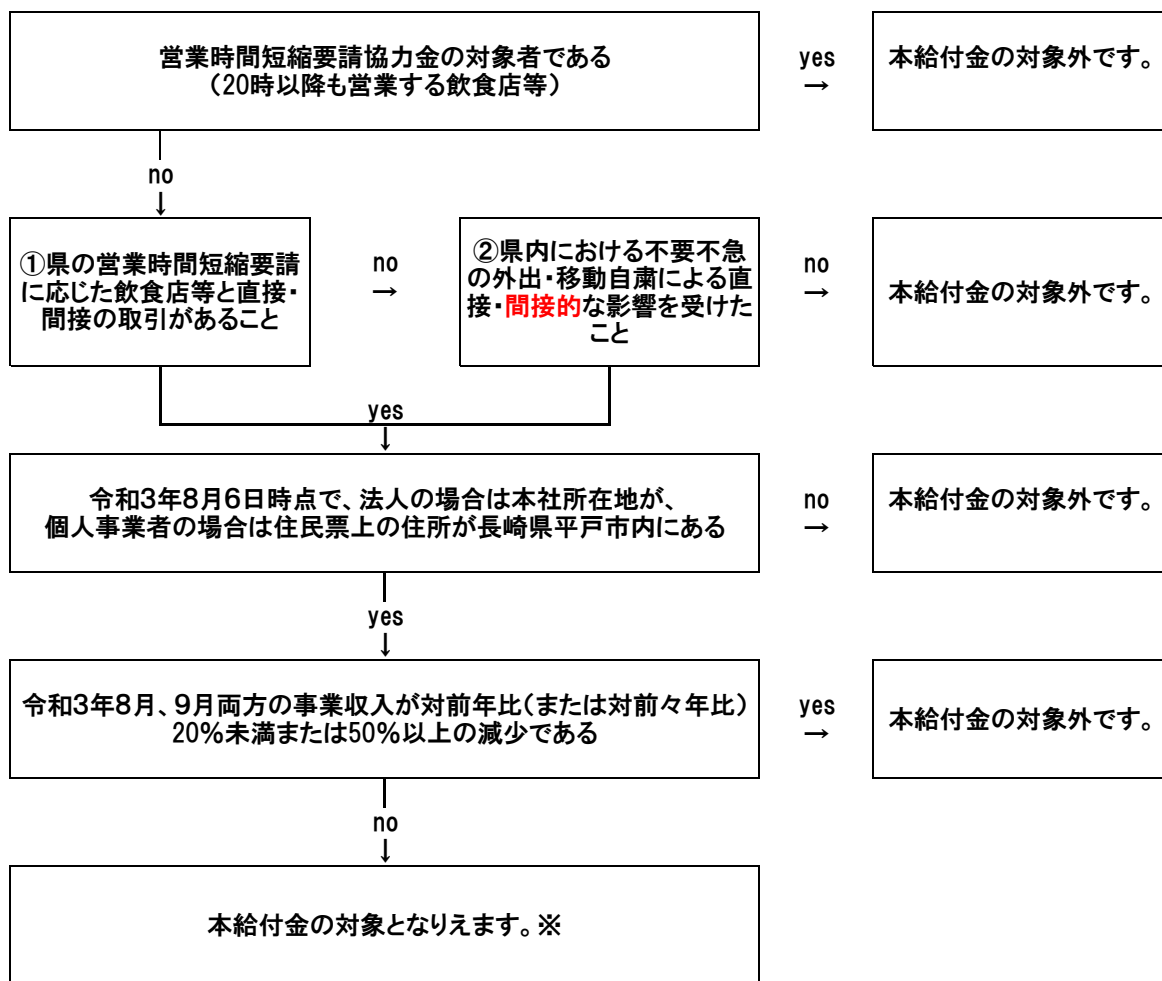 営業時間短縮要請協力金の対象者である
(20時以降も営業する飲食店等)
yes
→
本給付金の対象外です。
no
↓
①県の営業時間短縮要請
に応じた飲食店等と直接・
間接の取引があること
no
→
②県内における不要不急
の外出・移動自粛による直
接・間接的な影響を受けた
こと
no
→
本給付金の対象外です。
yes
↓
令和3年8月6日時点で、法人の場合は本社所在地が、
個人事業者の場合は住民票上の住所が長崎県平戸市内にある
no
→
本給付金の対象外です。
yes
↓
令和3年8月、9月両方の事業収入が対前年比(または対前々年比)
20%未満または50%以上の減少である
yes
→
本給付金の対象外です。
no
↓
本給付金の対象となりえます。※